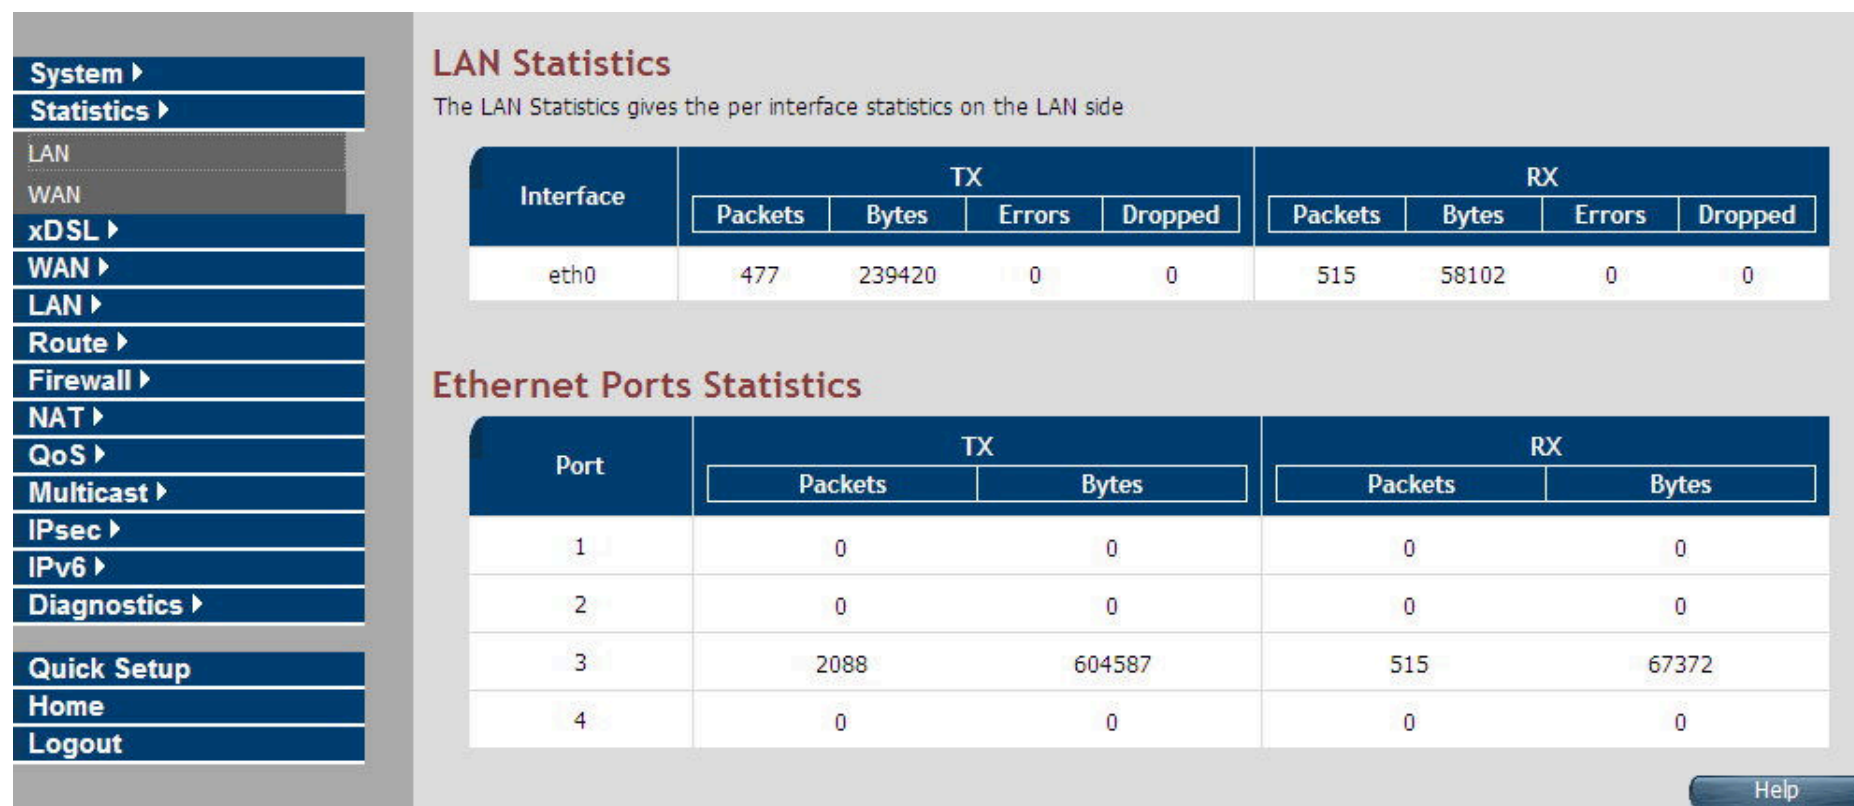 System
Statistics
LAN
WAN
xDSL
WAN
LAN
Route
Firewall
NAT
QoS
Multicast
IPsec
IPv6
Diagnostics
Quick Setup
Home
Logout
LAN Statistics
The LAN Statistics gives the per interface statistics on the LAN side
Interface TX RX
Packets Bytes Errors Dropped Packets Bytes Errors Dropped
eth0 477 239420 0 0 515 58102 0 0
Ethernet Ports Statistics
Port TX RX
Packets Bytes Packets Bytes
1 0 0 0 0
2 0 0 0 0
3 2088 604587 515 67372
4 0 0 0 0
Help